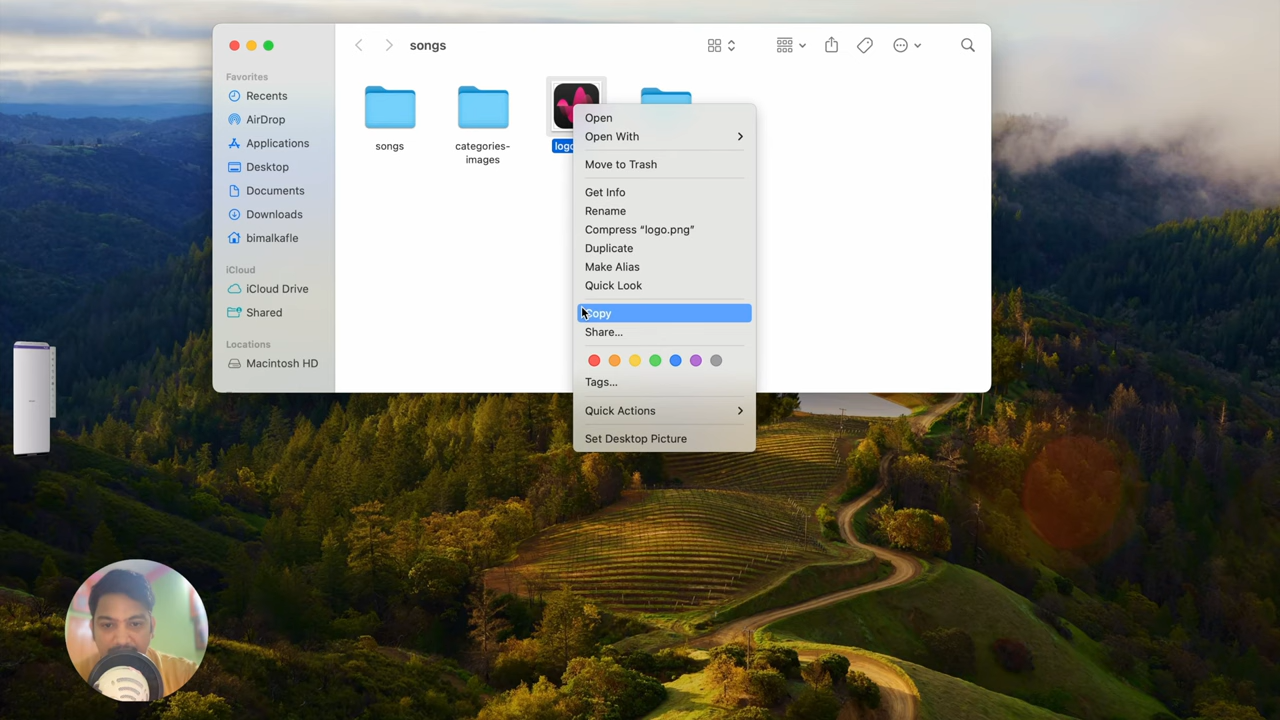 songs
Favorites
Recents
AirDrop
Applications
Desktop
Documents
Downloads
bimalkafle
iCloud
iCloud Drive
Shared
Locations
Macintosh HD
songs
categories-
images
Open
Open With
Move to Trash
Get Info
Rename
Compress “logo.png”
Duplicate
Make Alias
Quick Look
Copy
Share...
Tags...
Quick Actions
Set Desktop Picture